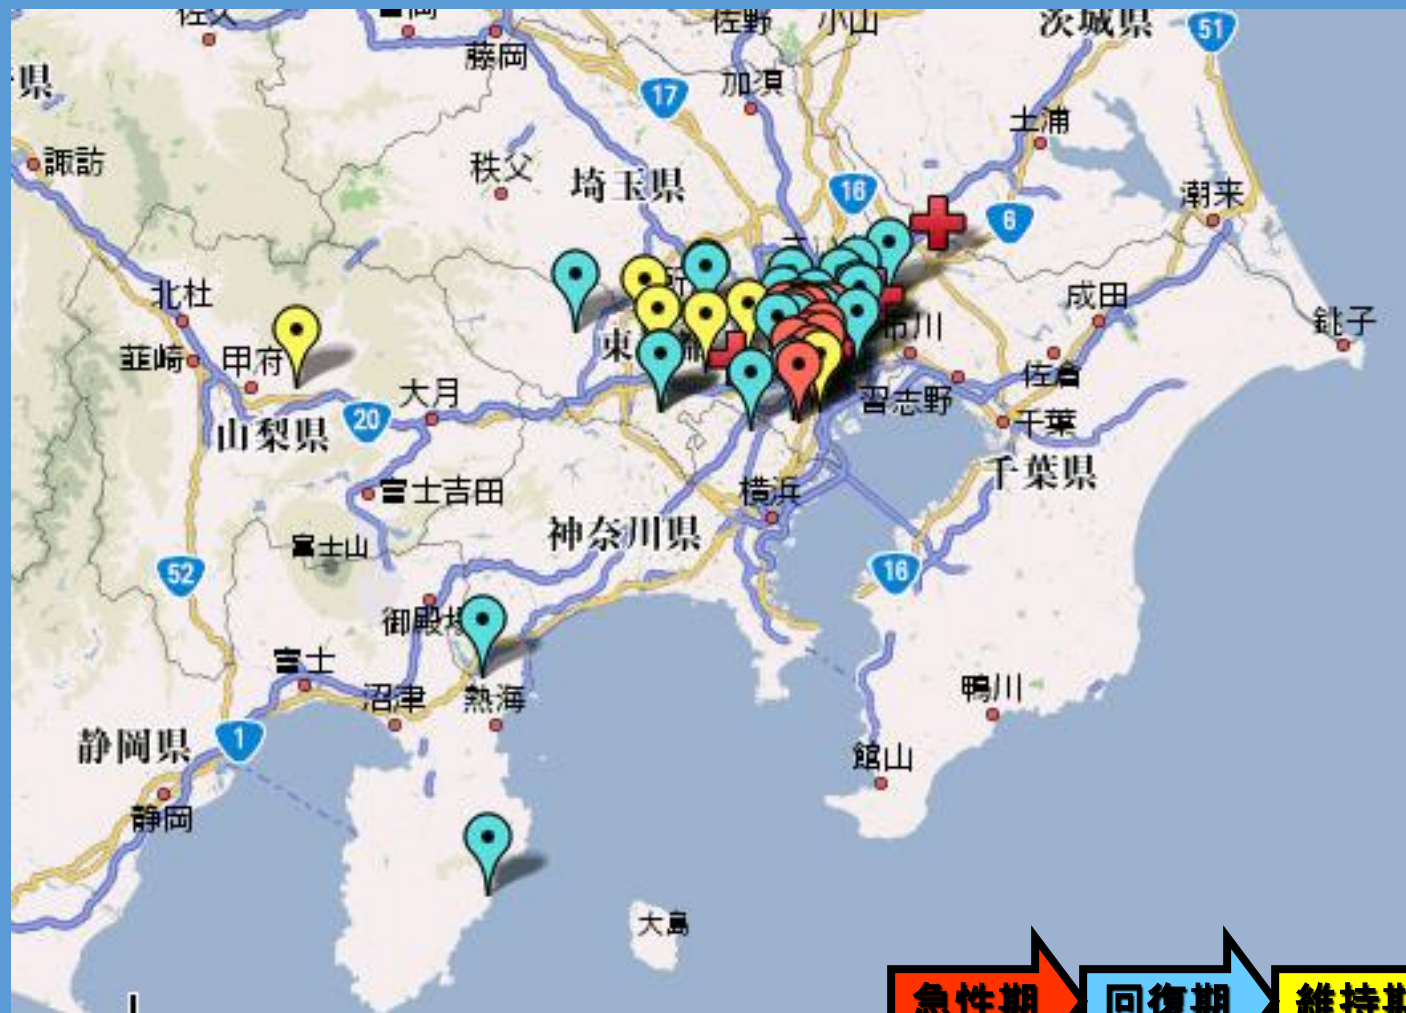 佐野
小山
茨城県
51
藤岡
県
加須
17
土浦
諏訪
秩父
埼玉県
16
潮来
6
北杜
成田
銚子
市川
韮崎
甲府
佐倉
大月
習志野
20
山梨県
千葉
千葉県
富士吉田
横浜
神奈川県
富士山
52
16
御殿場
富士
沼津
熱海
鴨川
静岡県
1
館山
静岡
大島
急性期
回復期
維持期